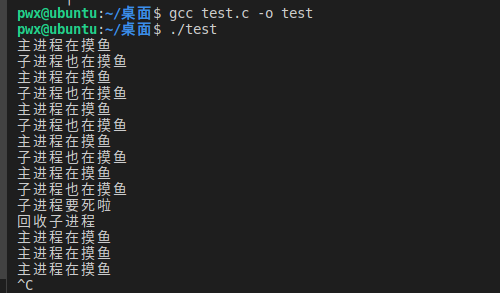 pwx@ubuntu:~/桌面$ gcc test.c -o test
pwx@ubuntu:~/桌面$ ./test
主进程在摸鱼
子进程也在摸鱼
主进程在摸鱼
子进程也在摸鱼
主进程在摸鱼
子进程也在摸鱼
主进程在摸鱼
子进程也在摸鱼
主进程在摸鱼
子进程也在摸鱼
子进程要死啦
回收子进程
主进程在摸鱼
主进程在摸鱼
主进程在摸鱼
^C